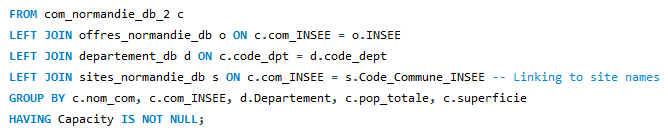 FROM com_normandie_db_2 c
LEFT JOIN offres_normandie_db o ON c.com_INSEE = o.INSEE
LEFT JOIN departement_db d ON c.code_dpt = d.code_dept
LEFT JOIN sites_normandie_db s ON c.com_INSEE = s.Code_Commune_INSEE -- Linking to site names
GROUP BY c.nom_com, c.com_INSEE, d.Departement, c.pop_totale, c.superficie
HAVING Capacity IS NOT NULL;